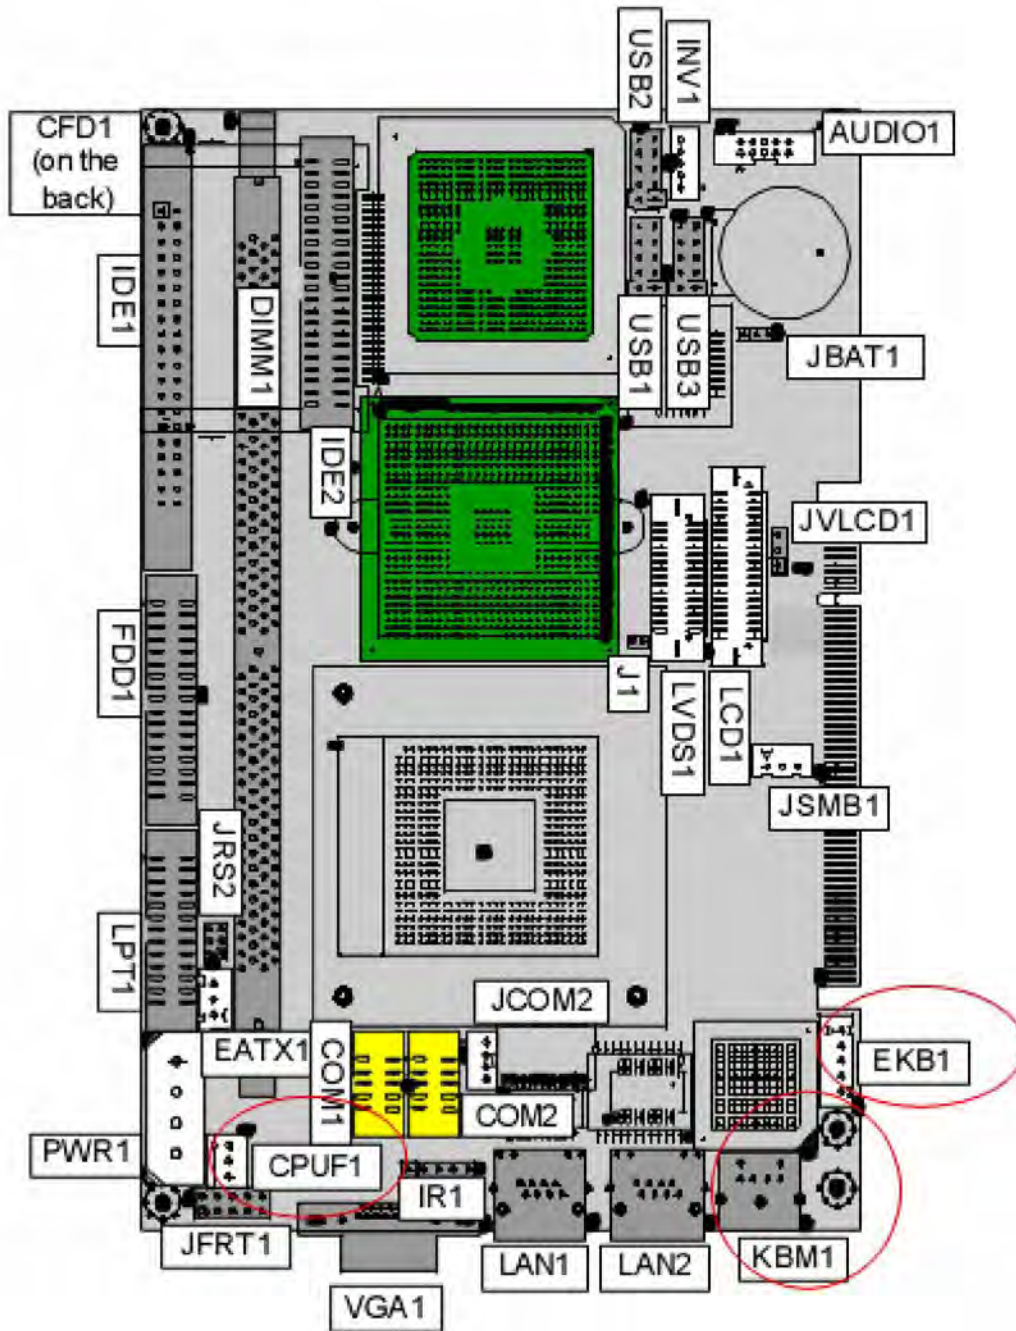 USB2
INV1
CFD1
(on the
back)
AUDIO1
IDE1
DIMM1
USB1
USB3
JBAT1
IDE2
JVLCD1
FDD1
J1
LVDS1
LCD1
JSMB1
JRS2
LPT1
JCOM2
EATX1
COM1
COM2
EKB1
PWR1
CPUF1
IR1
JFRT1
LAN1
LAN2
KBM1
VGA1